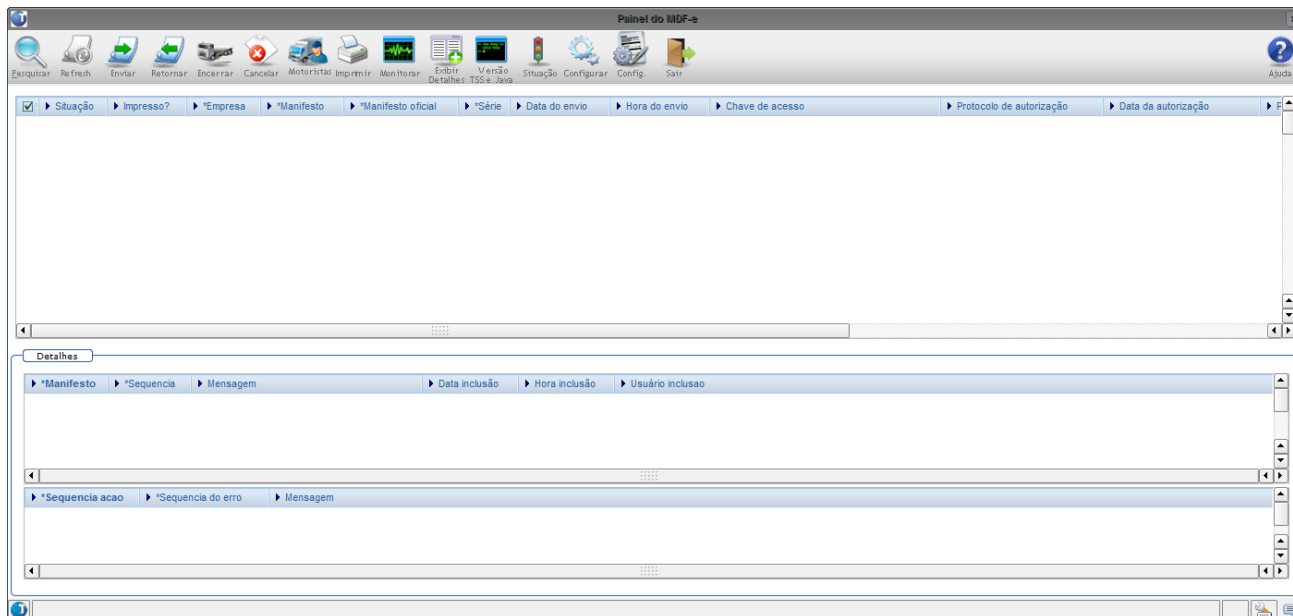 Painel do MDF-e
Pesquisar Refresh Enviar Retornar Encerrar Cancelar Motoristas Imprimir Monitorar Exibir Detalhes Versão TSS e Java Situação Configurar Config. Sair Ajuda
Situação Impresso? *Empresa *Manifesto *Manifesto oficial *Série Data do envio Hora do envio Chave de acesso Protocolo de autorização Data da autorização
Detalhes
*Manifesto *Sequencia Mensagem Data inclusão Hora inclusão Usuário inclusao
*Sequencia acao *Sequencia do erro Mensagem